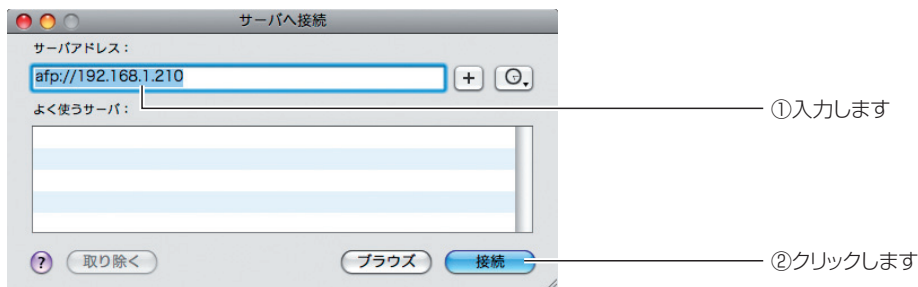 サーバへ接続
サーバアドレス：
afp://192.168.1.210
+
よく使うサーバ：
①入力します
?
取り除く
ブラウズ
接続
②クリックします